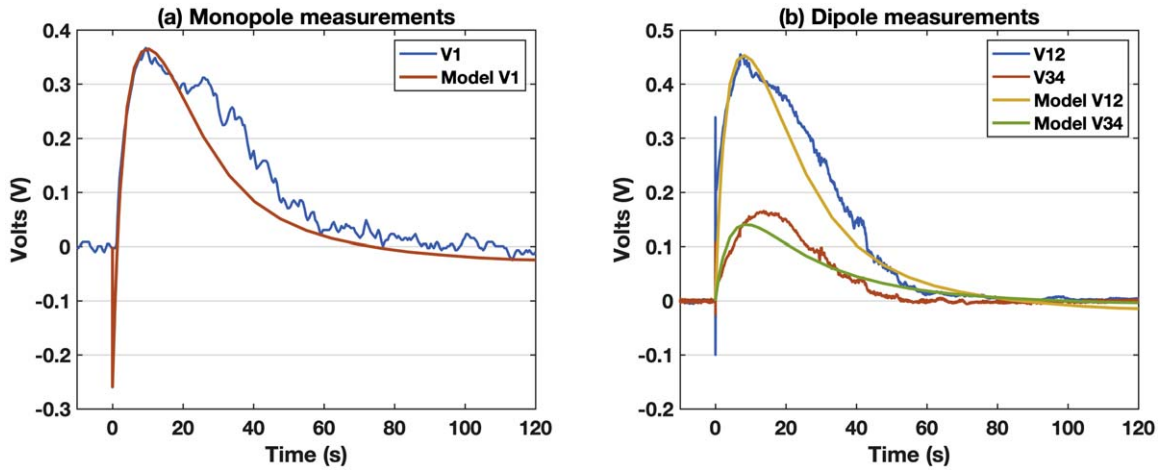 (a) Monopole measurements
V1
Model V1
0.4
0.3
0.2
0.1
0
-0.1
-0.2
-0.3
Volts (V)
0
20
40
60
80
100
120
Time (s)
(b) Dipole measurements
V12
V34
Model V12
Model V34
0.5
0.4
0.3
0.2
0.1
0
-0.1
-0.2
Volts (V)
0
20
40
60
80
100
120
Time (s)